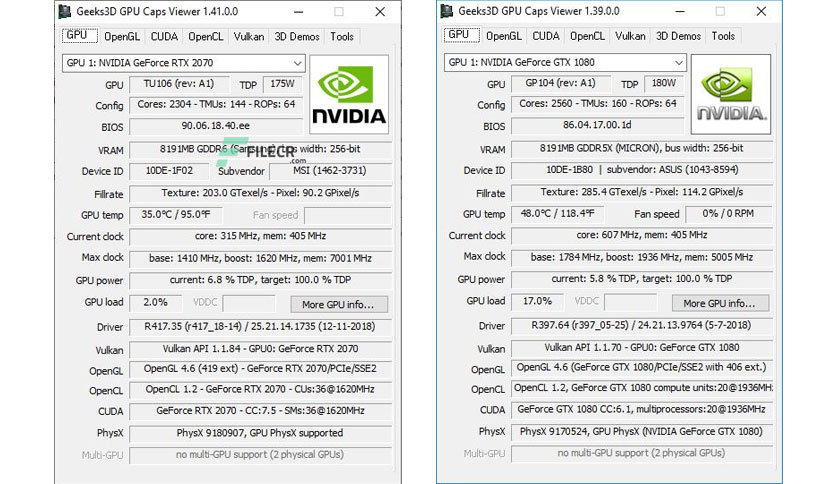 Geeks3D GPU Caps Viewer 1.41.0.0
GPU OpenGL CUDA OpenCL Vulkan 3D Demos Tools
GPU 1: NVIDIA GeForce RTX 2070
GPU TU106 (rev: A1) TDP 175W
Config Cores: 2304 - TMUs: 144 - ROPs: 64
BIOS 90.06.18.40.ee
NVIDIA
VRAM 8191MB GDDR6 (Samsung), bus width: 256-bit
FILECR
.com
Device ID 10DE-1F02 Subvendor MSI (1462-3731)
Fillrate Texture: 203.0 GTexel/s - Pixel: 90.2 GPixel/s
GPU temp 35.0°C / 95.0°F Fan speed
Current clock core: 315 MHz, mem: 405 MHz
Max clock base: 1410 MHz, boost: 1620 MHz, mem: 7001 MHz
GPU power current: 6.8 % TDP, target: 100.0 % TDP
GPU load 2.0% VDDC More GPU info...
Driver R417.35 (r417_18-14) / 25.21.14.1735 (12-11-2018)
Vulkan Vulkan API 1.1.84 - GPU0: GeForce RTX 2070
OpenGL OpenGL 4.6 (419 ext) - GeForce RTX 2070/PCIe/SSE2
OpenCL OpenCL 1.2 - GeForce RTX 2070 - CUs:36@1620MHz
CUDA GeForce RTX 2070 - CC:7.5 - SMs:36@1620MHz
PhysX PhysX 9180907, GPU PhysX supported
Multi-GPU no multi-GPU support (2 physical GPUs)
Geeks3D GPU Caps Viewer 1.39.0.0
GPU OpenGL CUDA OpenCL Vulkan 3D Demos Tools
GPU 1: NVIDIA GeForce GTX 1080
GPU GP104 (rev: A1) TDP 180W
Config Cores: 2560 - TMUs: 160 - ROPs: 64
BIOS 86.04.17.00.1d
NVIDIA.
VRAM 8191MB GDDR5X (MICRON), bus width: 256-bit
Device ID 10DE-1B80 | subvendor: ASUS (1043-8594)
Fillrate Texture: 285.4 GTexel/s - Pixel: 114.2 GPixel/s
GPU temp 48.0°C / 118.4°F Fan speed 0% / 0 RPM
Current clock core: 607 MHz, mem: 405 MHz
Max clock base: 1784 MHz, boost: 1936 MHz, mem: 5005 MHz
GPU power current: 5.8 % TDP, target: 100.0 % TDP
GPU load 17.0% VDDC More GPU info...
Driver R397.64 (r397_05-25) / 24.21.13.9764 (5-7-2018)
Vulkan Vulkan API 1.1.70 - GPU0: GeForce GTX 1080
OpenGL OpenGL 4.6 (GeForce GTX 1080/PCIe/SSE2 with 406 ext.)
OpenCL OpenCL 1.2, GeForce GTX 1080 compute units:20@1936MHz
CUDA GeForce GTX 1080 CC:6.1, multiprocessors:20@1936MHz
PhysX PhysX 9170524, GPU PhysX (NVIDIA GeForce GTX 1080)
Multi-GPU no multi-GPU support (2 physical GPUs)